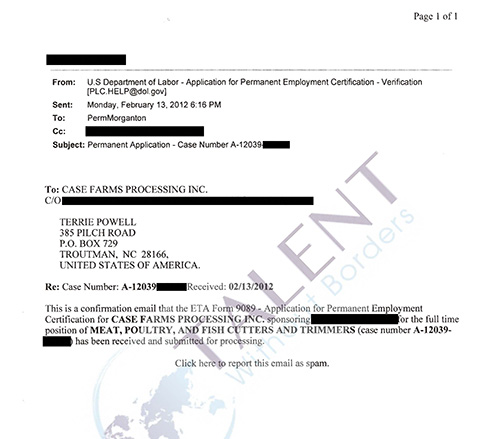 Page 1 of 1
From: U.S Department of Labor - Application for Permanent Employment Certification - Verification
[PLC.HELP@dol.gov]
Sent: Monday, February 13, 2012 6:16 PM
To: PermMorganton
Cc:
Subject: Permanent Application - Case Number A-12039-
To: CASE FARMS PROCESSING INC.
C/O
TERRIE POWELL
385 PILCH ROAD
P.O. BOX 729
TROUTMAN, NC 28166,
UNITED STATES OF AMERICA.
Re: Case Number: A-12039 Received: 02/13/2012
This is a confirmation email that the ETA Form 9089 - Application for Permanent Employment
Certification for CASE FARMS PROCESSING INC. sponsoring for the full time
position of MEAT, POULTRY, AND FISH CUTTERS AND TRIMMERS (case number A-12039-
) has been received and submitted for processing.
Click here to report this email as spam.
TALENT
Without Borders